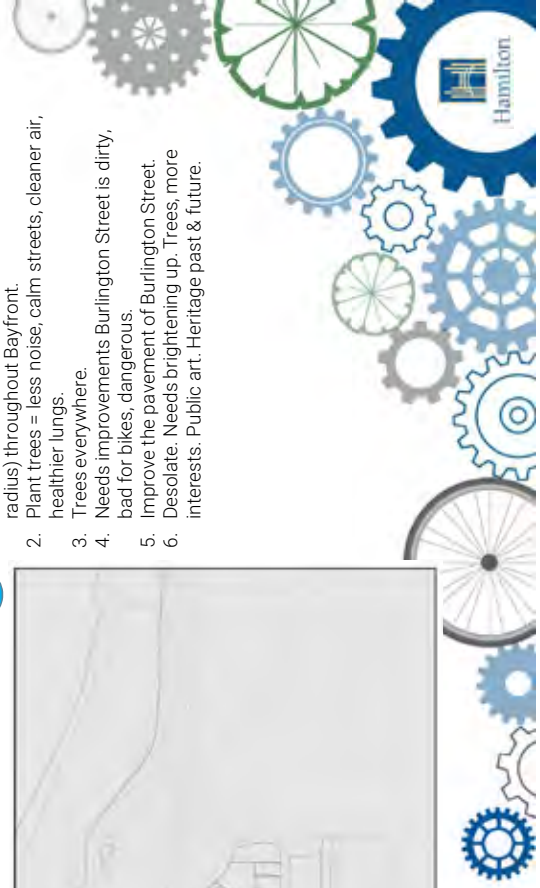 radius) throughout Bayfront.
2. Plant trees = less noise, calm streets, cleaner air,
healthier lungs.
3. Trees everywhere.
4. Needs improvements Burlington Street is dirty,
bad for bikes, dangerous.
5. Improve the pavement of Burlington Street.
6. Desolate. Needs brightening up. Trees, more
interests. Public art. Heritage past & future.
Hamilton